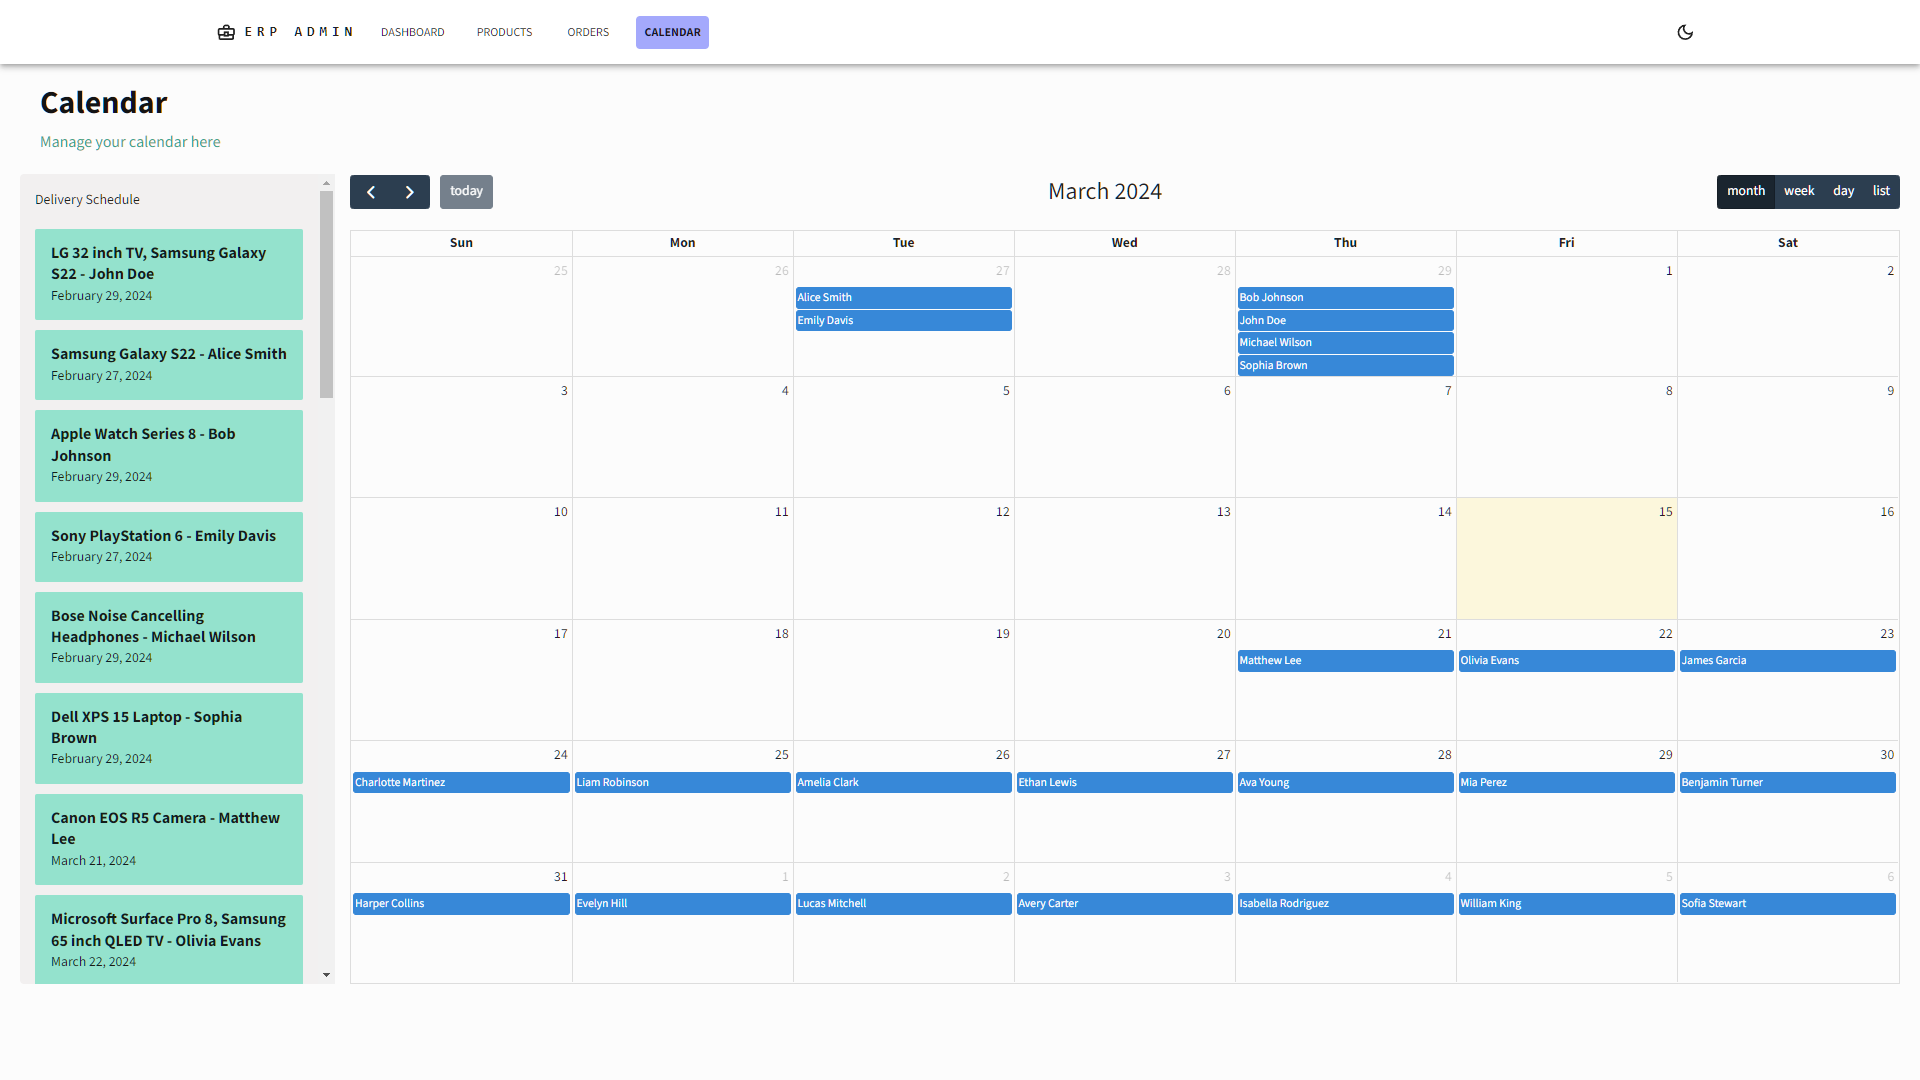 ERP ADMIN DASHBOARD PRODUCTS ORDERS CALENDAR
Calendar
Manage your calendar here
Delivery Schedule
LG 32 inch TV, Samsung Galaxy
S22 - John Doe
February 29, 2024
Samsung Galaxy S22 - Alice Smith
February 27, 2024
Apple Watch Series 8 - Bob
Johnson
February 29, 2024
Sony PlayStation 6 - Emily Davis
February 27, 2024
Bose Noise Cancelling
Headphones - Michael Wilson
February 29, 2024
Dell XPS 15 Laptop - Sophia
Brown
February 29, 2024
Canon EOS R5 Camera - Matthew
Lee
March 21, 2024
Microsoft Surface Pro 8, Samsung
65 inch QLED TV - Olivia Evans
March 22, 2024
today March 2024 month week day list
Sun Mon Tue Wed Thu Fri Sat
25 26 27 28 29 1 2
Alice Smith Bob Johnson
Emily Davis John Doe
Michael Wilson
Sophia Brown
3 4 5 6 7 8 9
10 11 12 13 14 15 16
17 18 19 20 21 22 23
Matthew Lee Olivia Evans James Garcia
24 25 26 27 28 29 30
Charlotte Martinez Liam Robinson Amelia Clark Ethan Lewis Ava Young Mia Perez Benjamin Turner
31 1 2 3 4 5 6
Harper Collins Evelyn Hill Lucas Mitchell Avery Carter Isabella Rodriguez William King Sofia Stewart